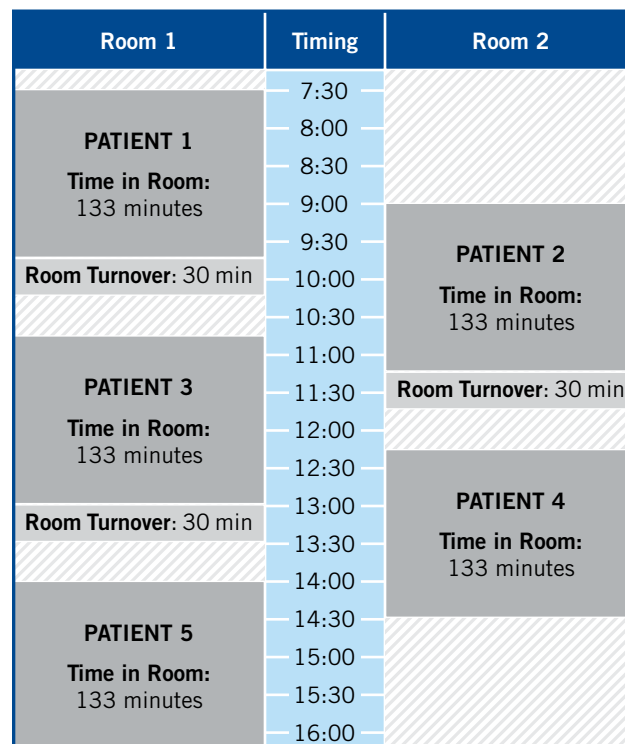 Room 1
Timing
Room 2
7:30
8:00
8:30
9:00
9:30
10:00
10:30
11:00
11:30
12:00
12:30
13:00
13:30
14:00
14:30
15:00
15:30
16:00
PATIENT 1
Time in Room:
133 minutes
Room Turnover: 30 min
PATIENT 3
Time in Room:
133 minutes
Room Turnover: 30 min
PATIENT 5
Time in Room:
133 minutes
PATIENT 2
Time in Room:
133 minutes
Room Turnover: 30 min
PATIENT 4
Time in Room:
133 minutes